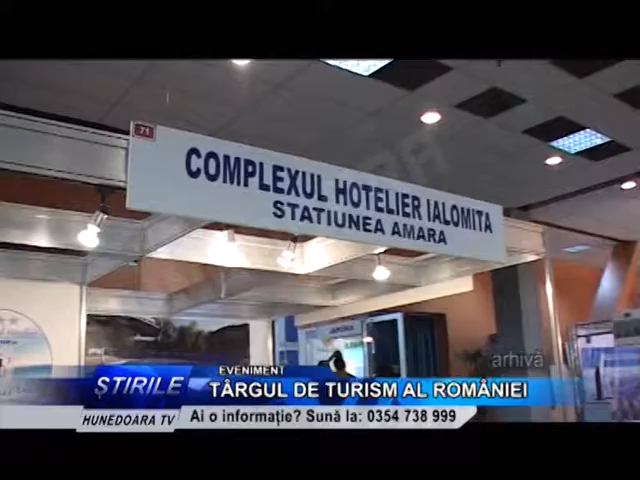 71
COMPLEXUL HOTELIER IALOMITA
STATIUNEA AMARA
arhivă
EVENIMENT
ȘTIRILE
TÂRGUL DE TURISM AL ROMÂNIEI
HUNEDOARA TV
Ai o informație? Sună la: 0354 738 999